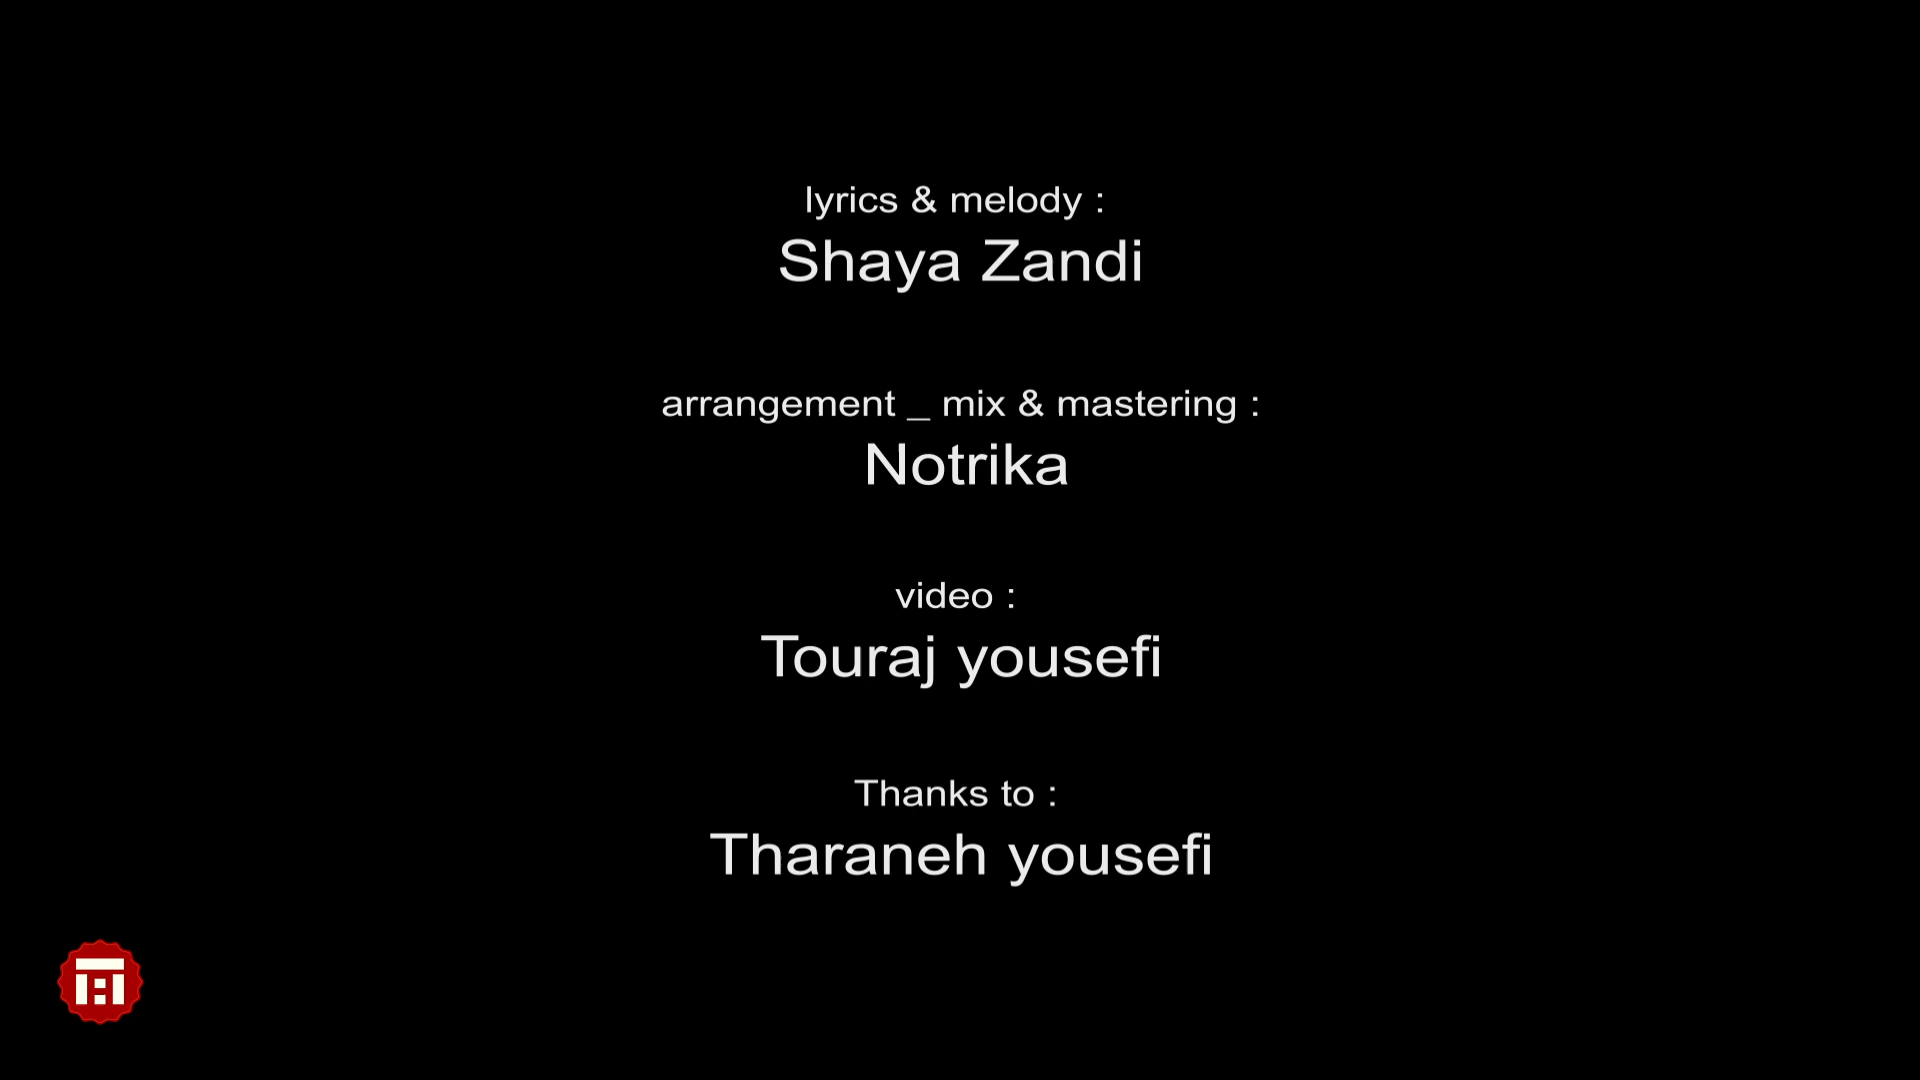 lyrics & melody :
Shaya Zandi
arrangement _ mix & mastering :
Notrika
video :
Touraj yousefi
Thanks to :
Tharaneh yousefi